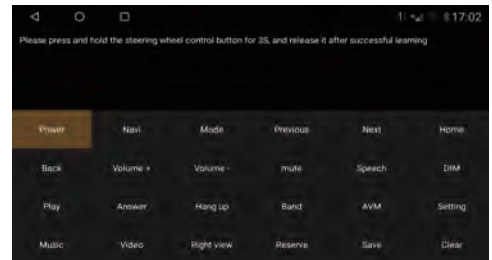 17:02
Please press and hold the steering wheel control button for 3S, and release it after successful learning
Power Navi Mode Previous Next Home
Back Volume + Volume - mute Speech DIM
Play Answer Hang up Band AVM Setting
Music Video Right view Reserve Save Clear